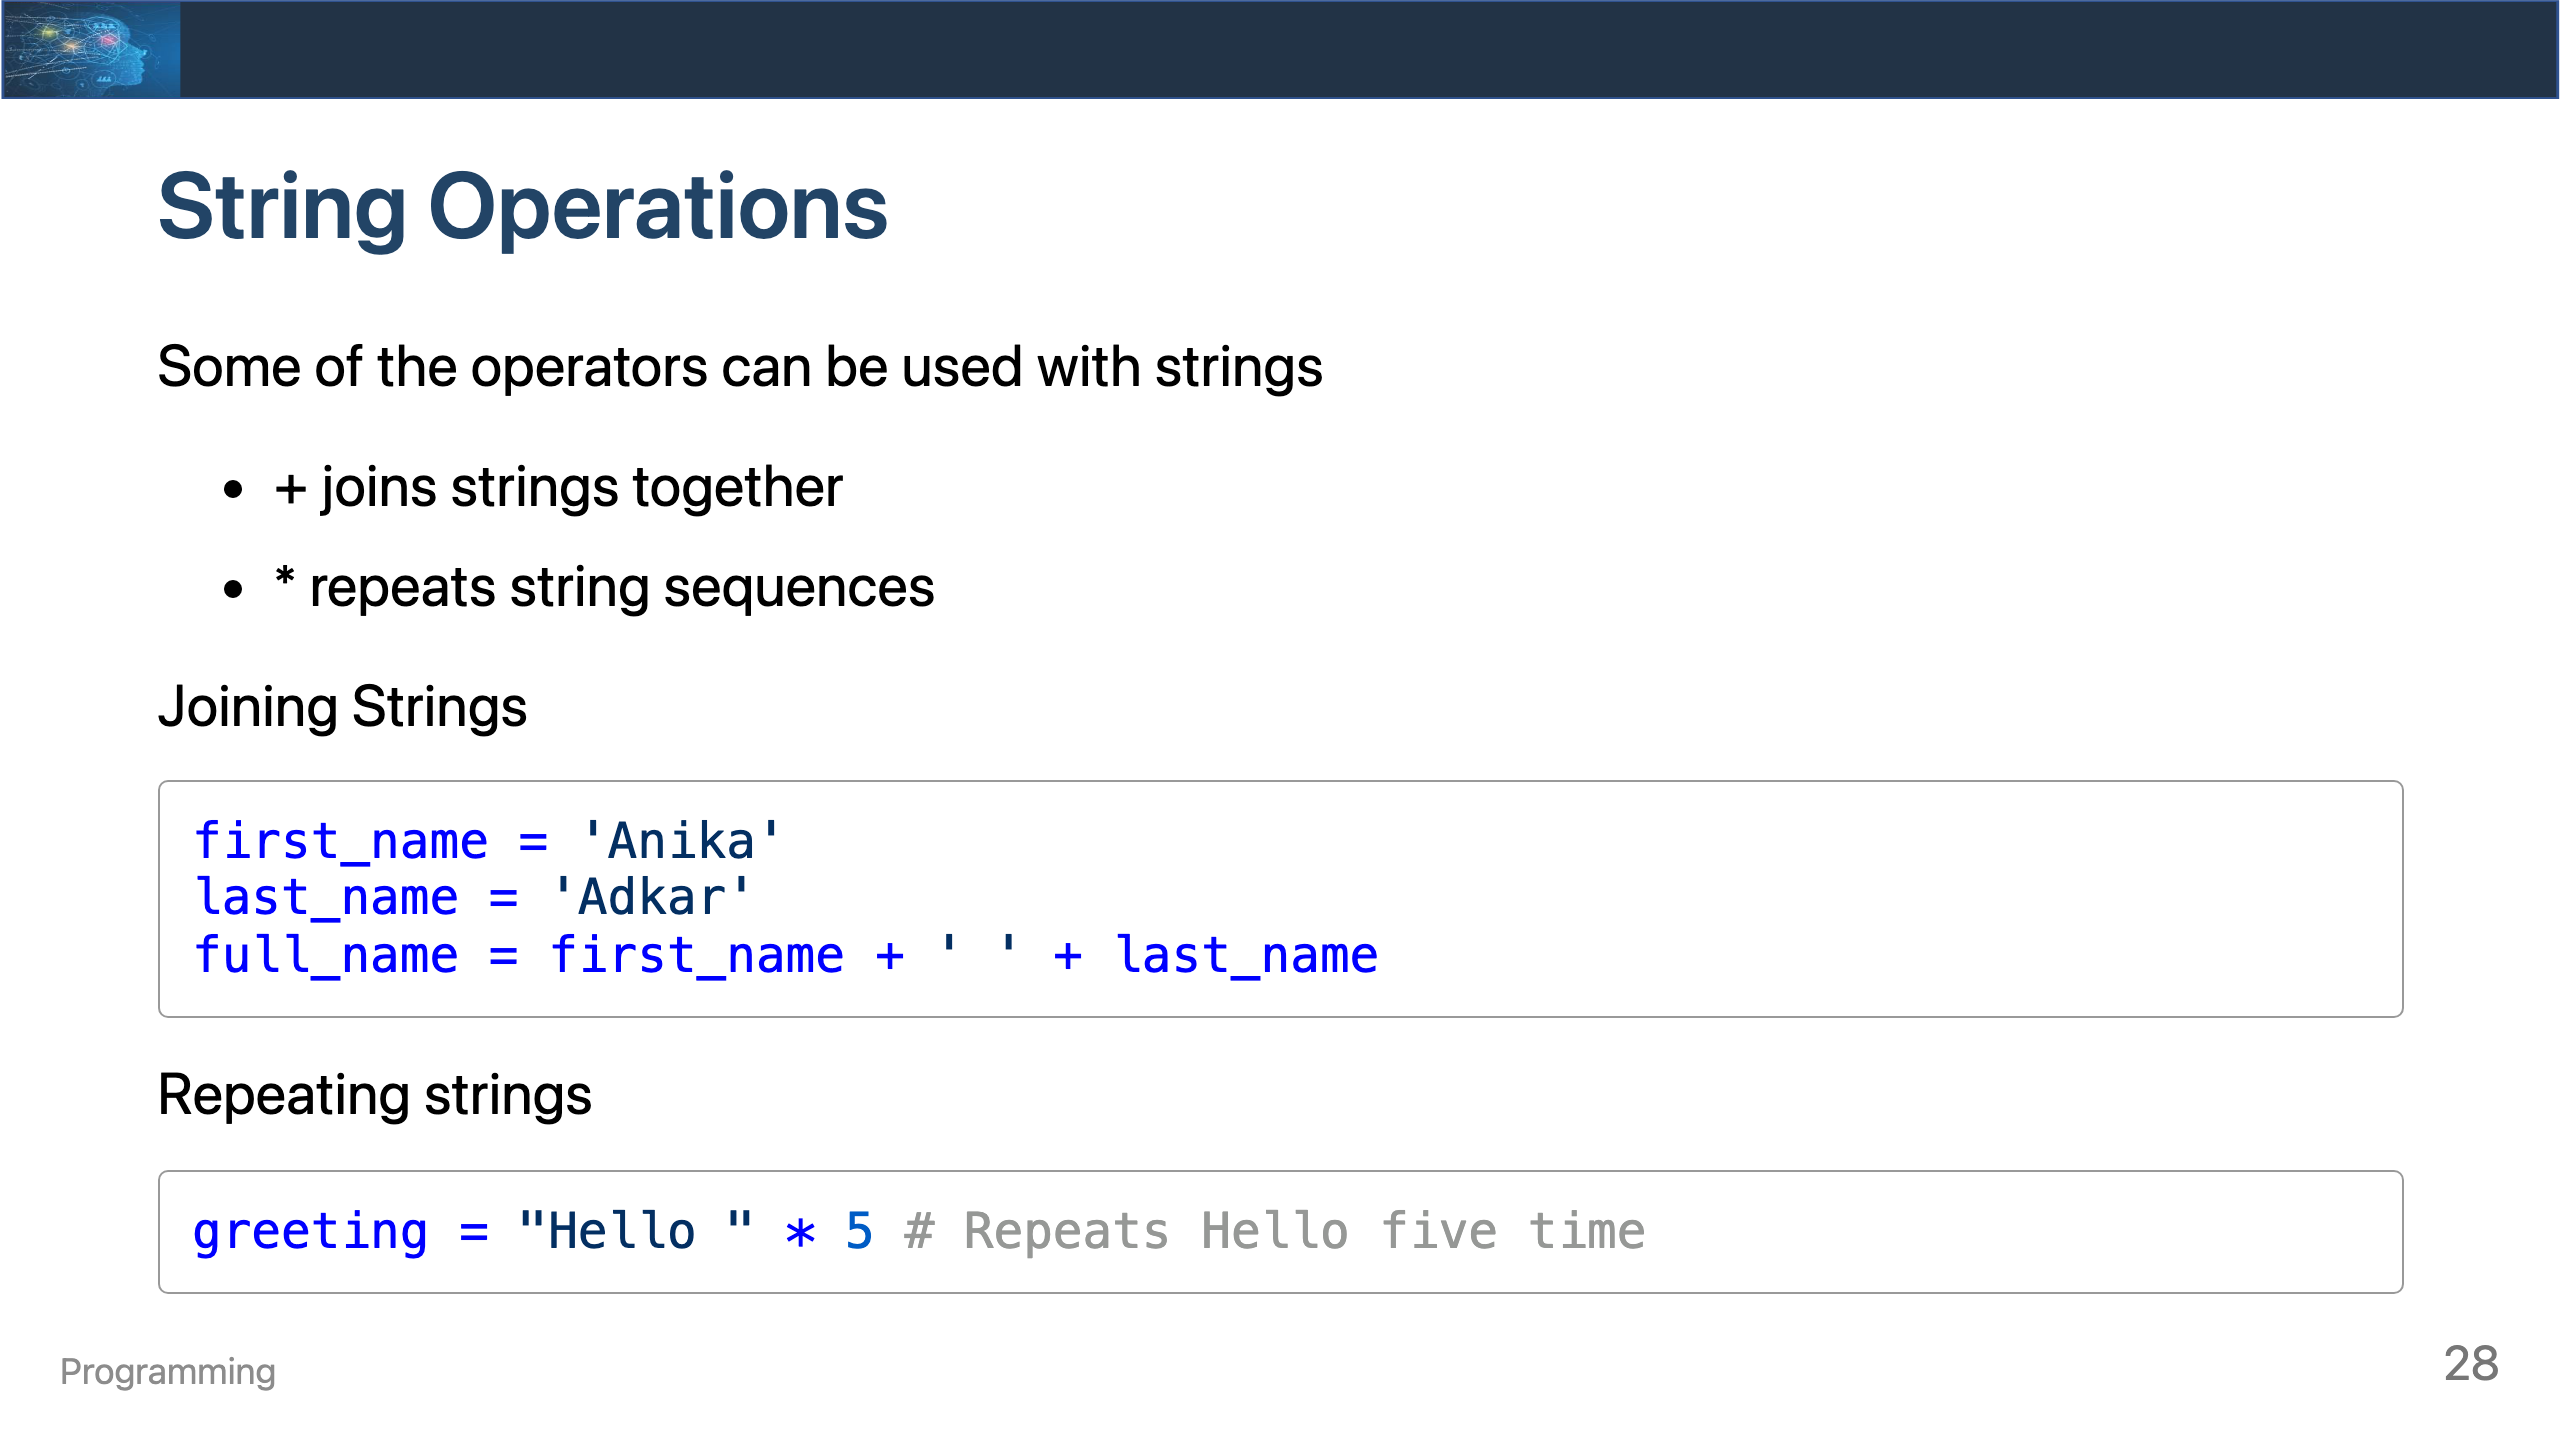 String Operations
Some of the operators can be used with strings
• + joins strings together
• * repeats string sequences
Joining Strings
first_name = 'Anika'
last_name = 'Adkar'
full_name = first_name + ' ' + last_name
Repeating strings
greeting = "Hello " * 5 # Repeats Hello five time
Programming
28